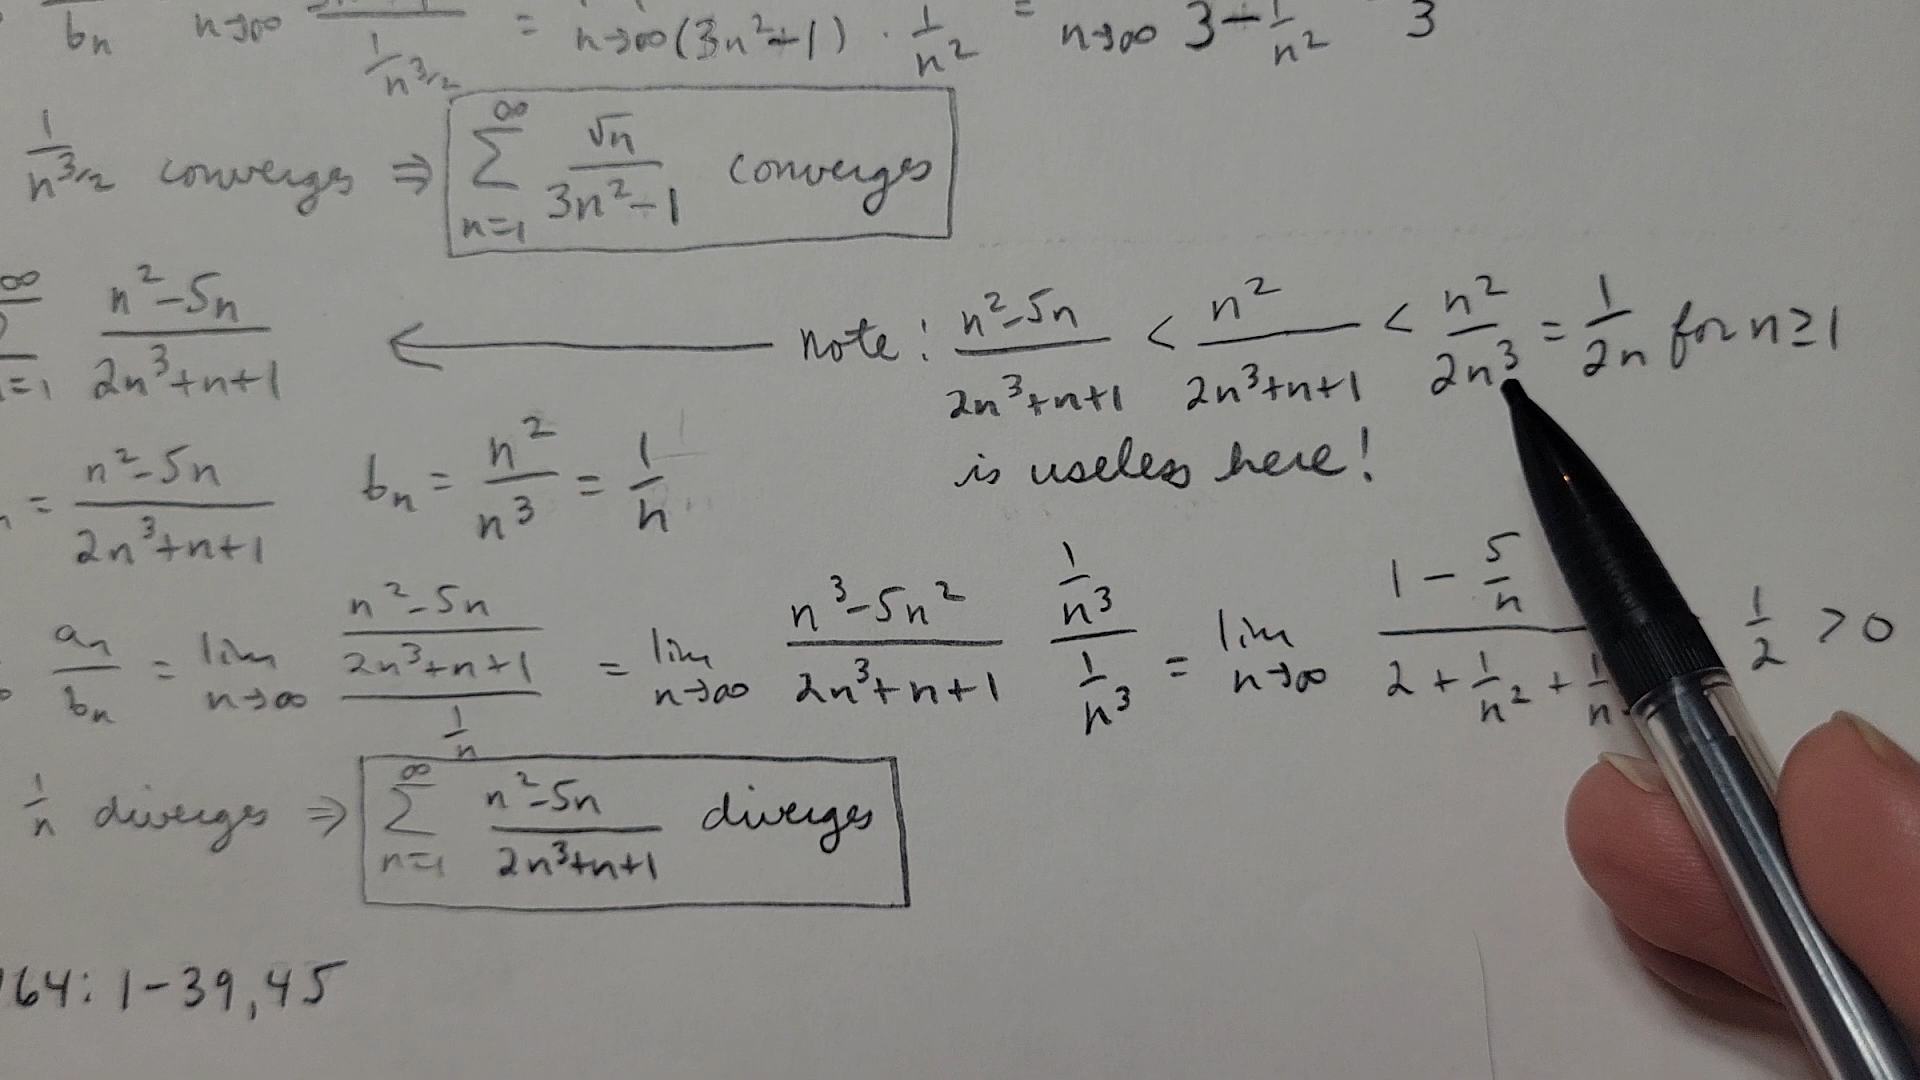 bn n→∞ 1/n^3/2 = n→∞ (3n²-1) · 1/n² = n→∞ 3-1/n² 3
1/n^3/2 converges ⇒ ∞ Σ n=1 √n/(3n²-1) converges
∞ Σ n=1 (n²-5n)/(2n³+n+1) ← note: (n²-5n)/(2n³+n+1) < n²/(2n³+n+1) < n²/2n³ = 1/2n for n≥1
is useless here!
= (n²-5n)/(2n³+n+1) bn = n²/n³ = 1/n
an/bn = lim n→∞ ((n²-5n)/(2n³+n+1))/(1/n) = lim n→∞ (n³-5n²)/(2n³+n+1) (1/n³)/(1/n³) = lim n→∞ (1-5/n)/(2+1/n²+1/n 1/2 >0
1/n diverges ⇒ ∞ Σ n=1 (n²-5n)/(2n³+n+1) diverges
164: 1-39,45